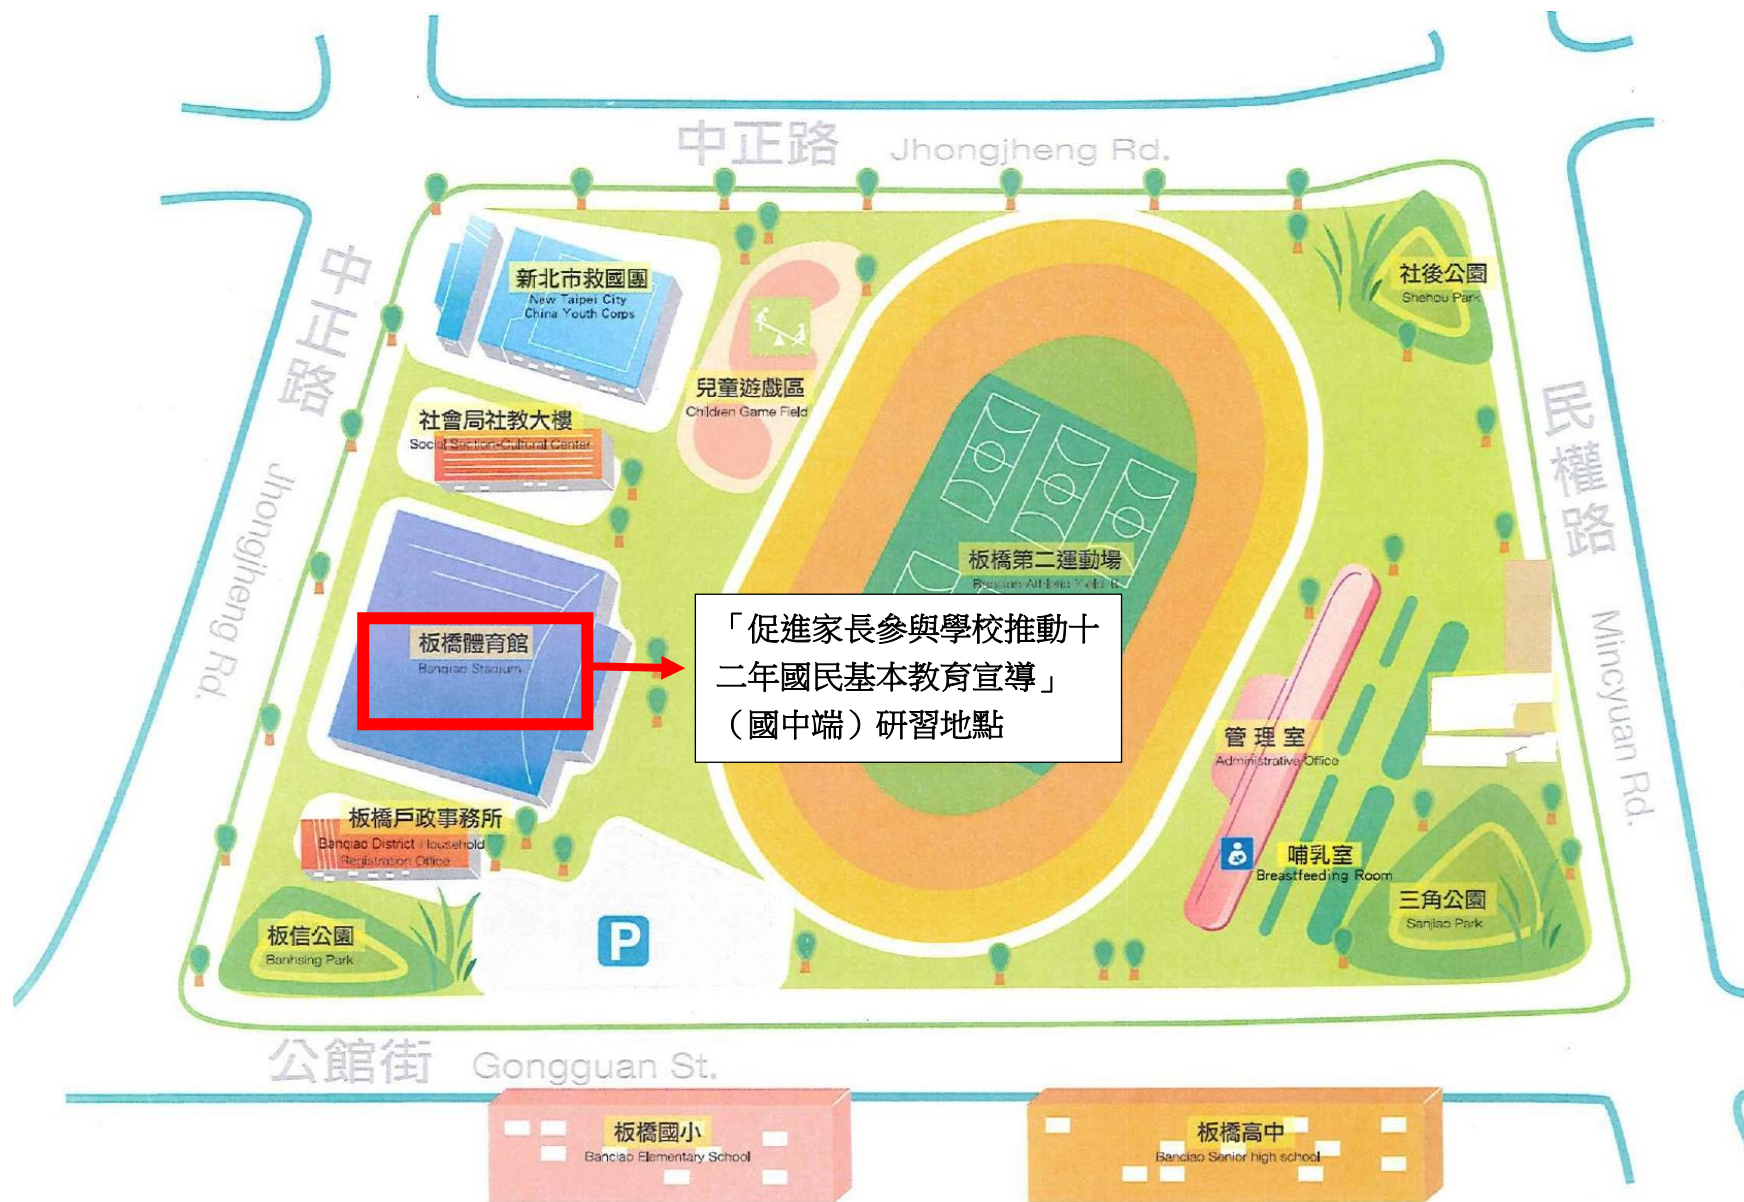 中正路 Jhongjheng Rd.
中正路
Jhongjheng Rd.
新北市救國團
New Taipei City
China Youth Corps
社後公園
Shehou Park
兒童遊戲區
Children Game Field
社會局社教大樓
Social Section-Cultural Center
民權路
Mincyuan Rd.
板橋第二運動場
板橋體育館
Banqiao Stadium
「促進家長參與學校推動十
二年國民基本教育宣導」
（國中端）研習地點
管理室
Administrative Office
板橋戶政事務所
Banqiao District Household
Registration Office
哺乳室
Breastfeeding Room
三角公園
Sanjiao Park
板信公園
Banhsing Park
P
公館街 Gongguan St.
板橋國小
Banciao Elementary School
板橋高中
Banciao Senior high school